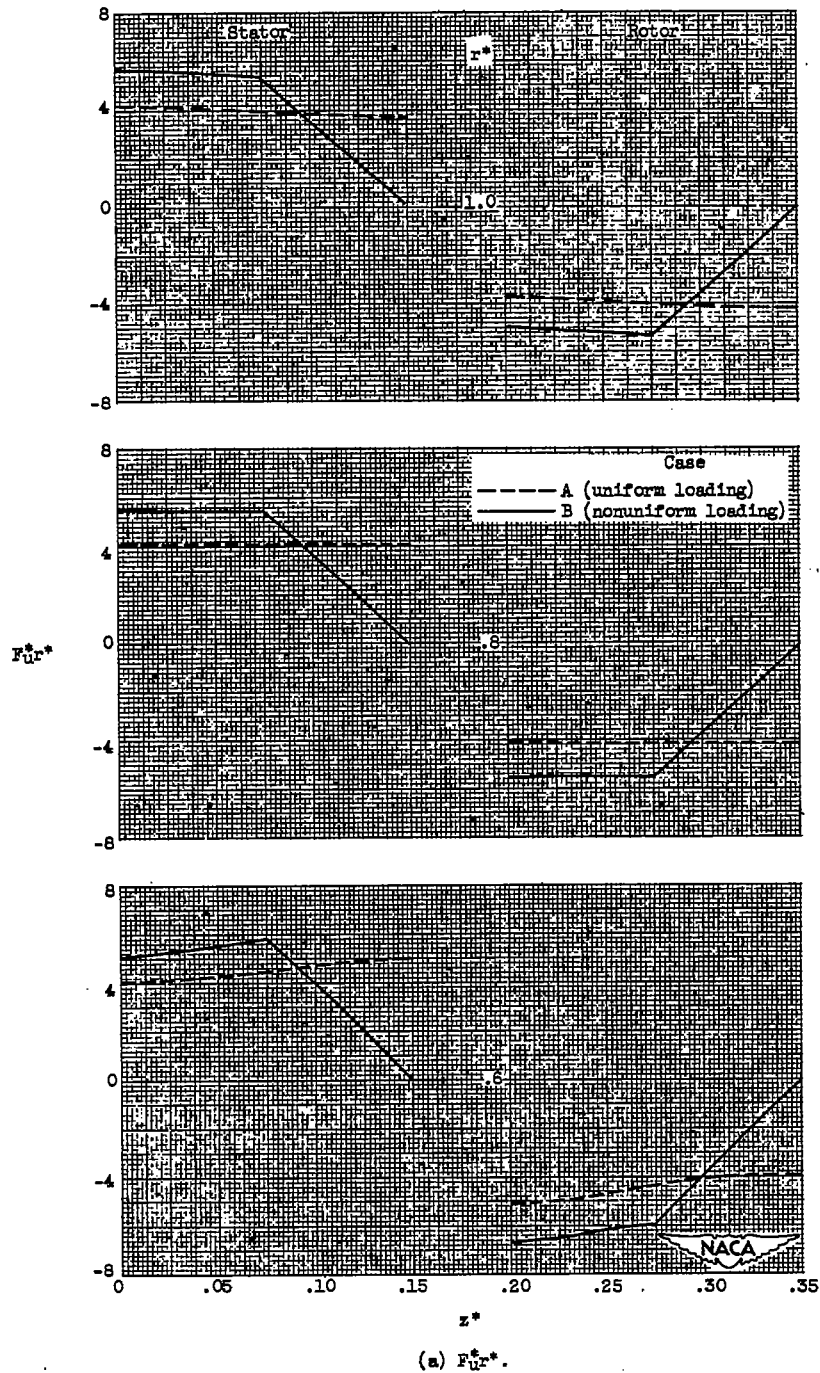 8
Stator
Rotor
r*
4
0
1.0
-4
-8
8
Case
A (uniform loading)
B (nonuniform loading)
4
F*ur*
0
.8
-4
-8
8
4
0
.6
-4
NACA
-8
0 .05 .10 .15 .20 .25 .30 .35
z*
(a) F*ur*.